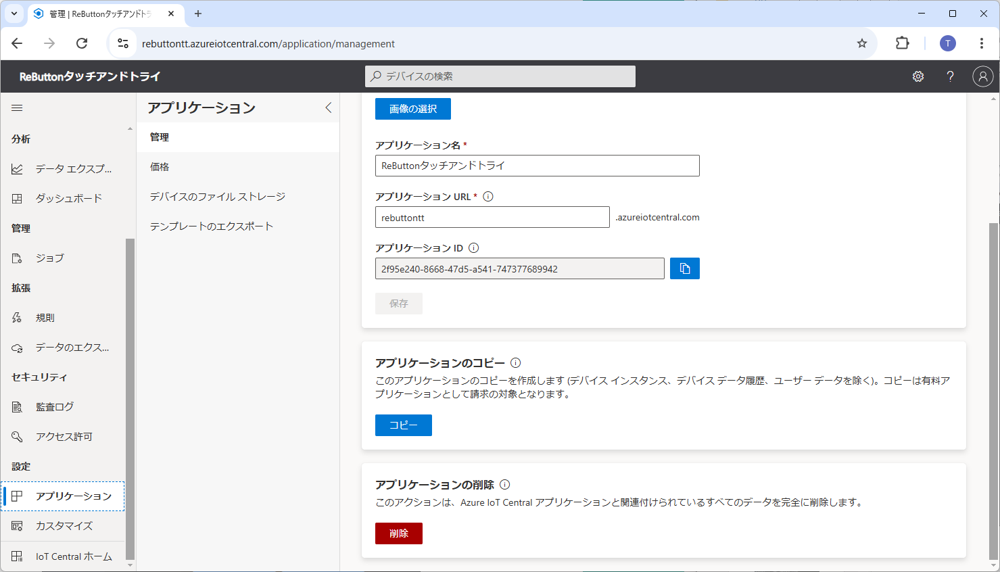 管理 | ReButtonタッチアンドトラ
rebuttontt.azureiotcentral.com/application/management
T
ReButtonタッチアンドトライ
デバイスの検索
分析
データ エクスプ...
ダッシュボード
管理
ジョブ
拡張
規則
データのエクス...
セキュリティ
監査ログ
アクセス許可
設定
アプリケーション
カスタマイズ
IoT Central ホーム
アプリケーション
管理
価格
デバイスのファイル ストレージ
テンプレートのエクスポート
画像の選択
アプリケーション名 *
ReButtonタッチアンドトライ
アプリケーション URL *
rebuttontt .azureiotcentral.com
アプリケーション ID
2f95e240-8668-47d5-a541-747377689942
保存
アプリケーションのコピー
このアプリケーションのコピーを作成します (デバイス インスタンス、デバイス データ履歴、ユーザー データを除く)。コピーは有料ア
プリケーションとして請求の対象となります。
コピー
アプリケーションの削除
このアクションは、Azure IoT Central アプリケーションと関連付けられているすべてのデータを完全に削除します。
削除